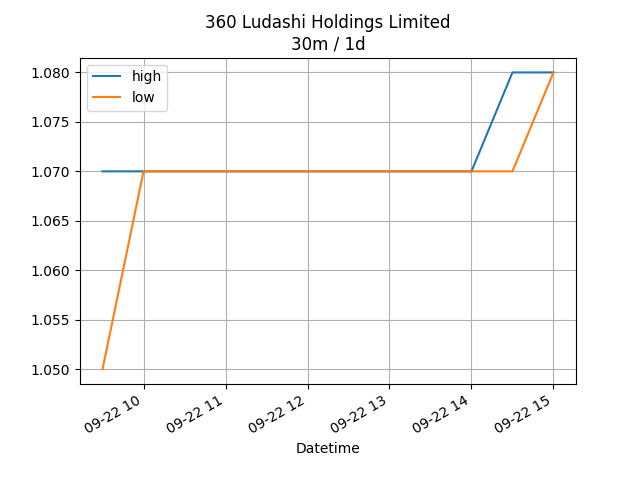 360 Ludashi Holdings Limited
30m / 1d
high
low
1.080
1.075
1.070
1.065
1.060
1.055
1.050
09-22 10
09-22 11
09-22 12
09-22 13
09-22 14
09-22 15
Datetime